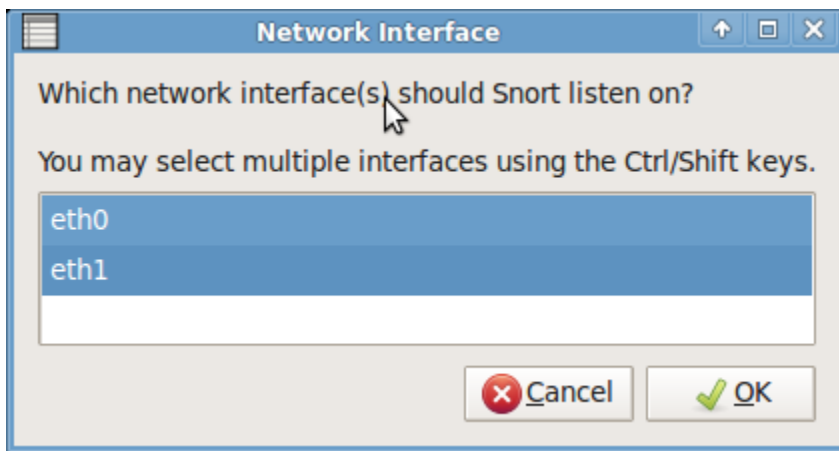 Network Interface
Which network interface(s) should Snort listen on?
You may select multiple interfaces using the Ctrl/Shift keys.
eth0
eth1
Cancel OK